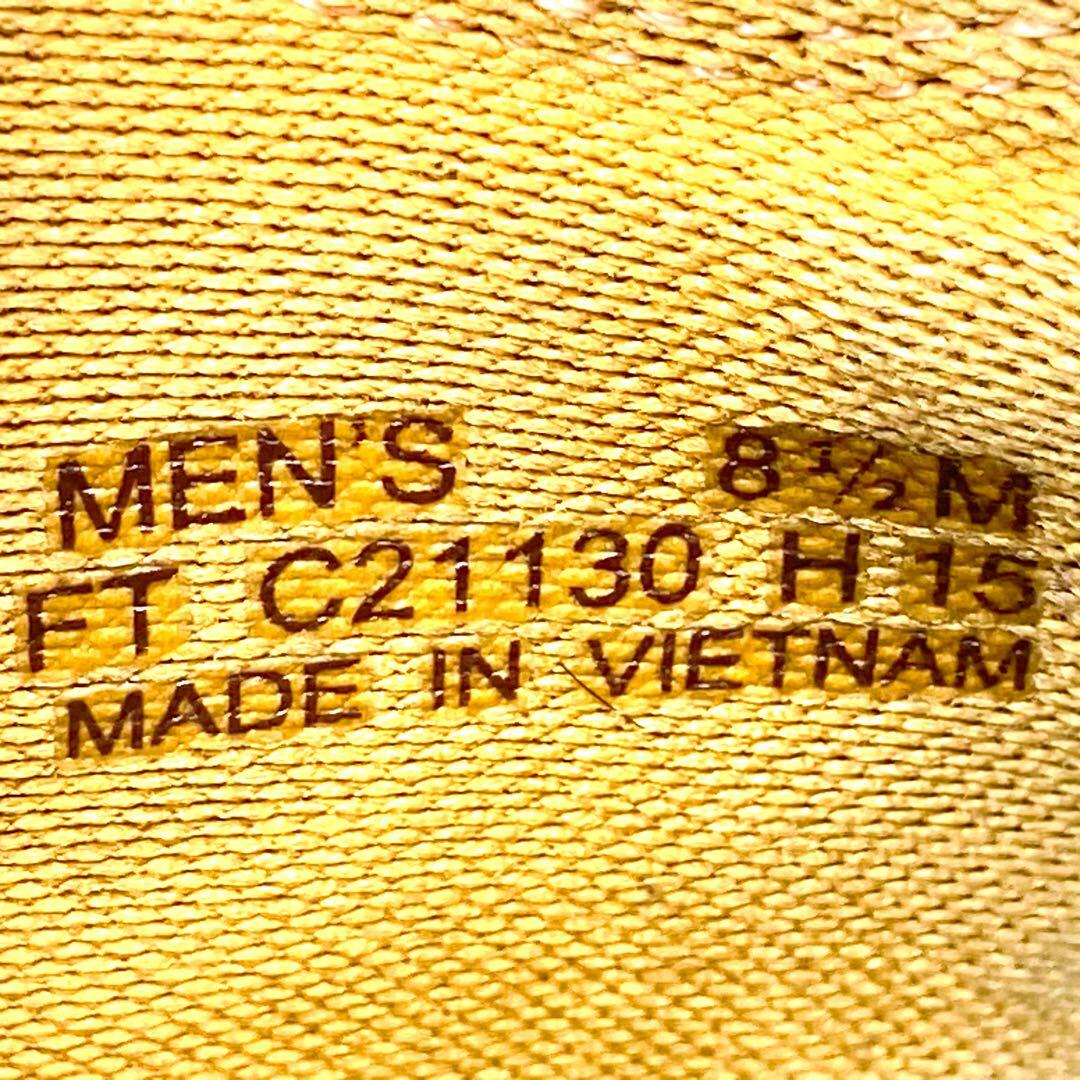 MEN'S 8 ½ M
FT C21130 H 15
MADE IN VIETNAM